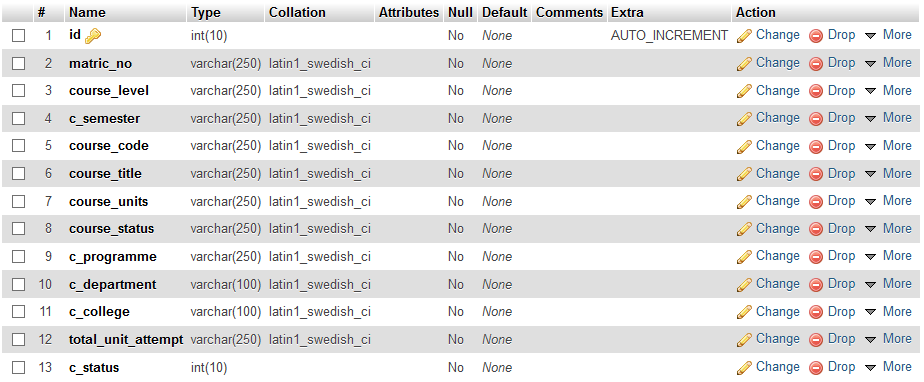 # Name Type Collation Attributes Null Default Comments Extra Action
1 id int(10) No None AUTO_INCREMENT Change Drop More
2 matric_no varchar(250) latin1_swedish_ci No None Change Drop More
3 course_level varchar(250) latin1_swedish_ci No None Change Drop More
4 c_semester varchar(250) latin1_swedish_ci No None Change Drop More
5 course_code varchar(250) latin1_swedish_ci No None Change Drop More
6 course_title varchar(250) latin1_swedish_ci No None Change Drop More
7 course_units varchar(250) latin1_swedish_ci No None Change Drop More
8 course_status varchar(250) latin1_swedish_ci No None Change Drop More
9 c_programme varchar(250) latin1_swedish_ci No None Change Drop More
10 c_department varchar(100) latin1_swedish_ci No None Change Drop More
11 c_college varchar(100) latin1_swedish_ci No None Change Drop More
12 total_unit_attempt varchar(250) latin1_swedish_ci No None Change Drop More
13 c_status int(10) No None Change Drop More